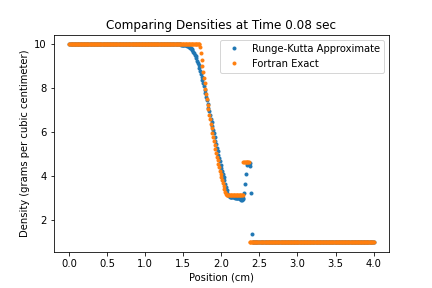 Comparing Densities at Time 0.08 sec
Runge-Kutta Approximate
Fortran Exact
Density (grams per cubic centimeter)
10
8
6
4
2
0.0 0.5 1.0 1.5 2.0 2.5 3.0 3.5 4.0
Position (cm)